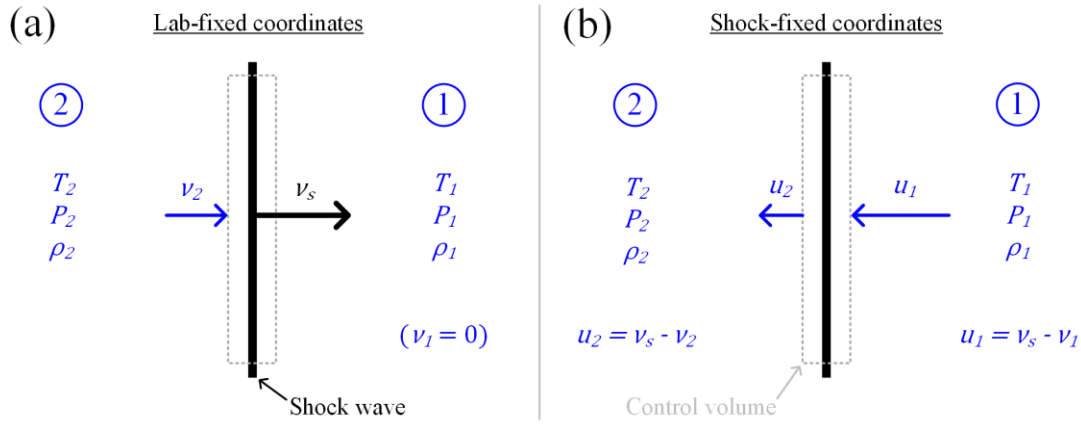 (a)
Lab-fixed coordinates
2
1
T₂
P₂
ρ₂
ν₂
νₛ
T₁
P₁
ρ₁
(ν₁ = 0)
Shock wave
(b)
Shock-fixed coordinates
2
1
T₂
P₂
ρ₂
u₂
u₁
T₁
P₁
ρ₁
u₂ = νₛ - ν₂
u₁ = νₛ - ν₁
Control volume